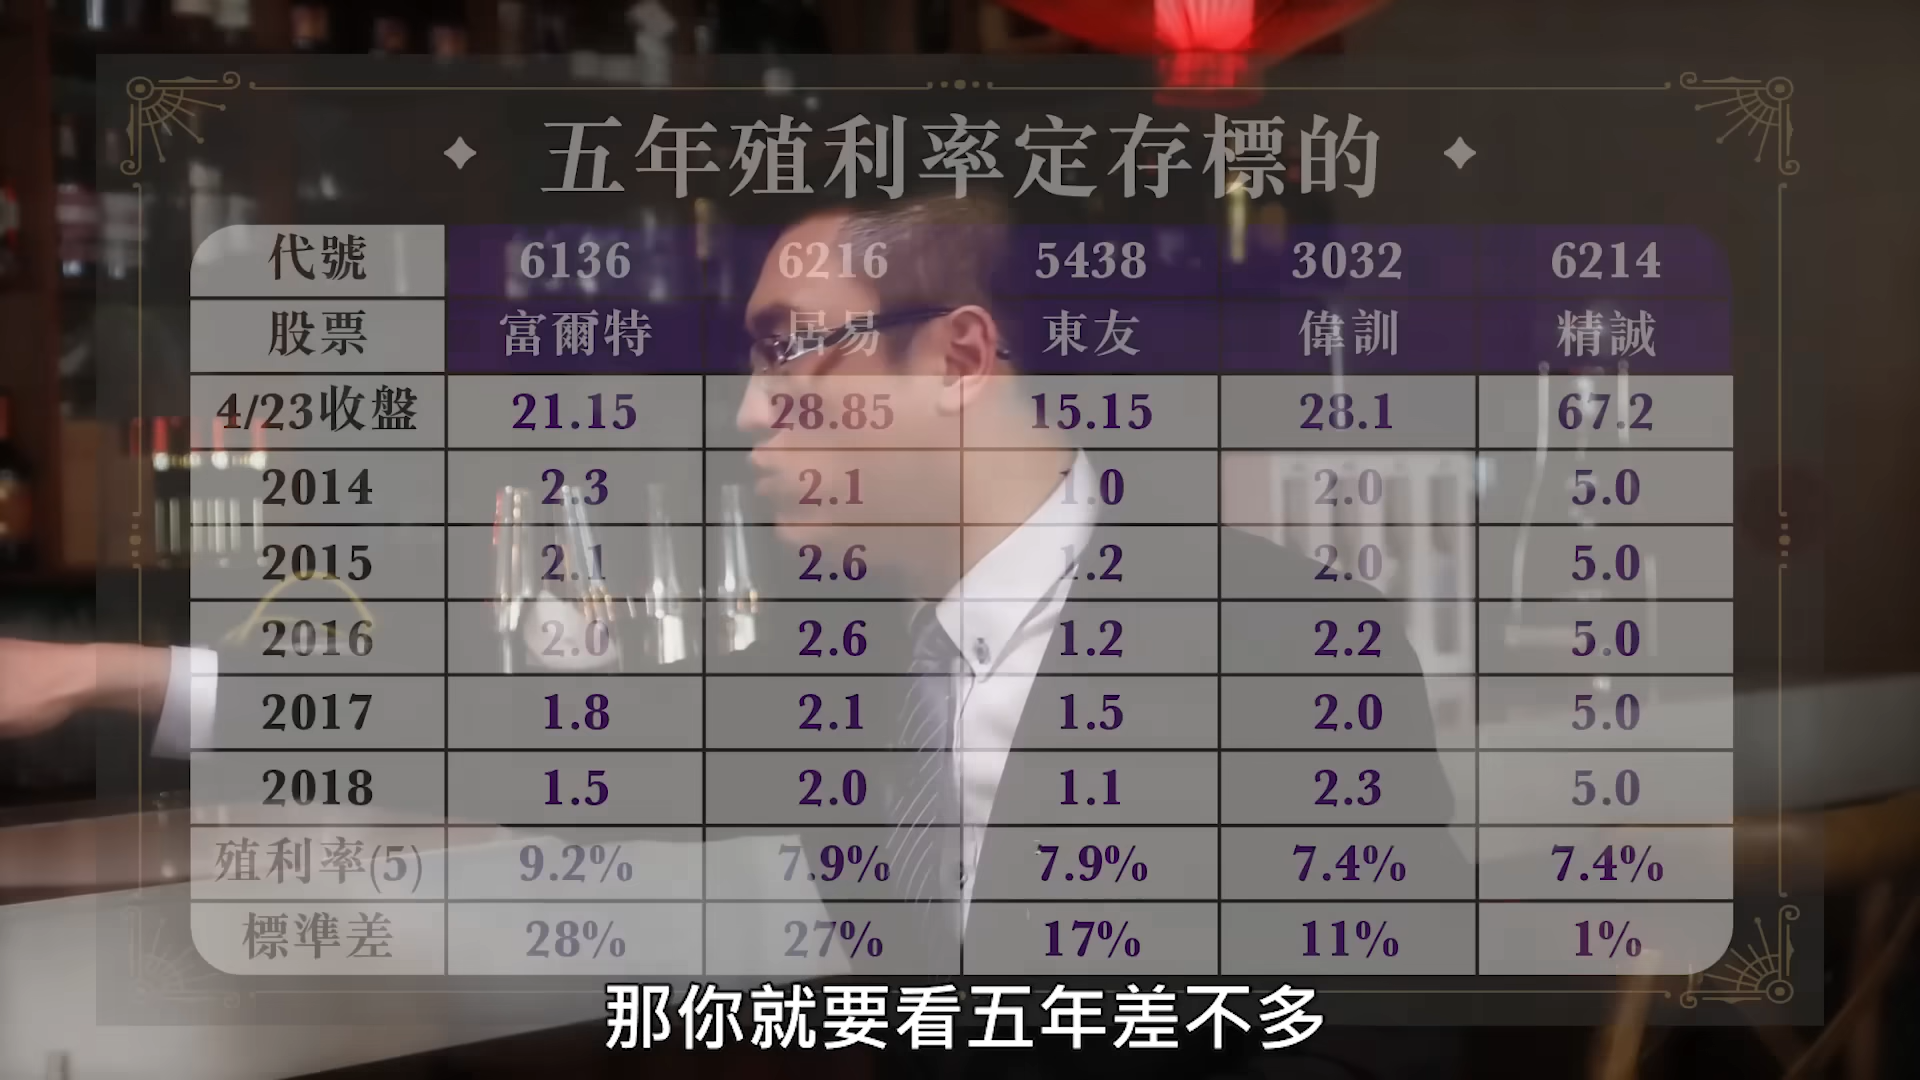 五年殖利率定存標的
代號 6136 6216 5438 3032 6214
股票 富爾特 居易 東友 偉訓 精誠
4/23收盤 21.15 28.85 15.15 28.1 67.2
2014 2.3 2.1 1.0 2.0 5.0
2015 2.1 2.6 1.2 2.0 5.0
2016 2.0 2.6 1.2 2.2 5.0
2017 1.8 2.1 1.5 2.0 5.0
2018 1.5 2.0 1.1 2.3 5.0
殖利率(5) 9.2% 7.9% 7.9% 7.4% 7.4%
標準差 28% 27% 17% 11% 1%
那你就要看五年差不多